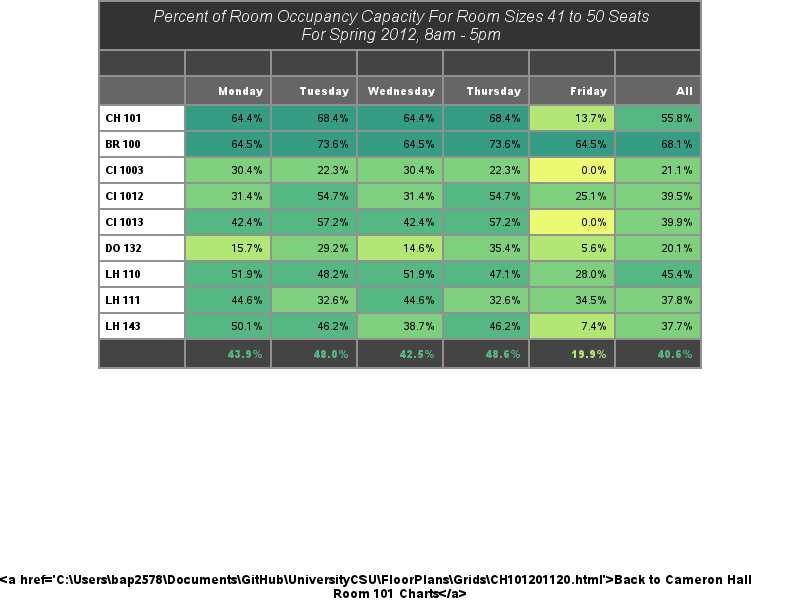 Percent of Room Occupancy Capacity For Room Sizes 41 to 50 Seats
For Spring 2012, 8am - 5pm
Monday Tuesday Wednesday Thursday Friday All
CH 101 64.4% 68.4% 64.4% 68.4% 13.7% 55.8%
BR 100 64.5% 73.6% 64.5% 73.6% 64.5% 68.1%
CI 1003 30.4% 22.3% 30.4% 22.3% 0.0% 21.1%
CI 1012 31.4% 54.7% 31.4% 54.7% 25.1% 39.5%
CI 1013 42.4% 57.2% 42.4% 57.2% 0.0% 39.9%
DO 132 15.7% 29.2% 14.6% 35.4% 5.6% 20.1%
LH 110 51.9% 48.2% 51.9% 47.1% 28.0% 45.4%
LH 111 44.6% 32.6% 44.6% 32.6% 34.5% 37.8%
LH 143 50.1% 46.2% 38.7% 46.2% 7.4% 37.7%
43.9% 48.0% 42.5% 48.6% 19.9% 40.6%
<a href='C:\Users\bap2578\Documents\GitHub\UniversityCSU\FloorPlans\Grids\CH101201120.html'>Back to Cameron Hall
Room 101 Charts</a>